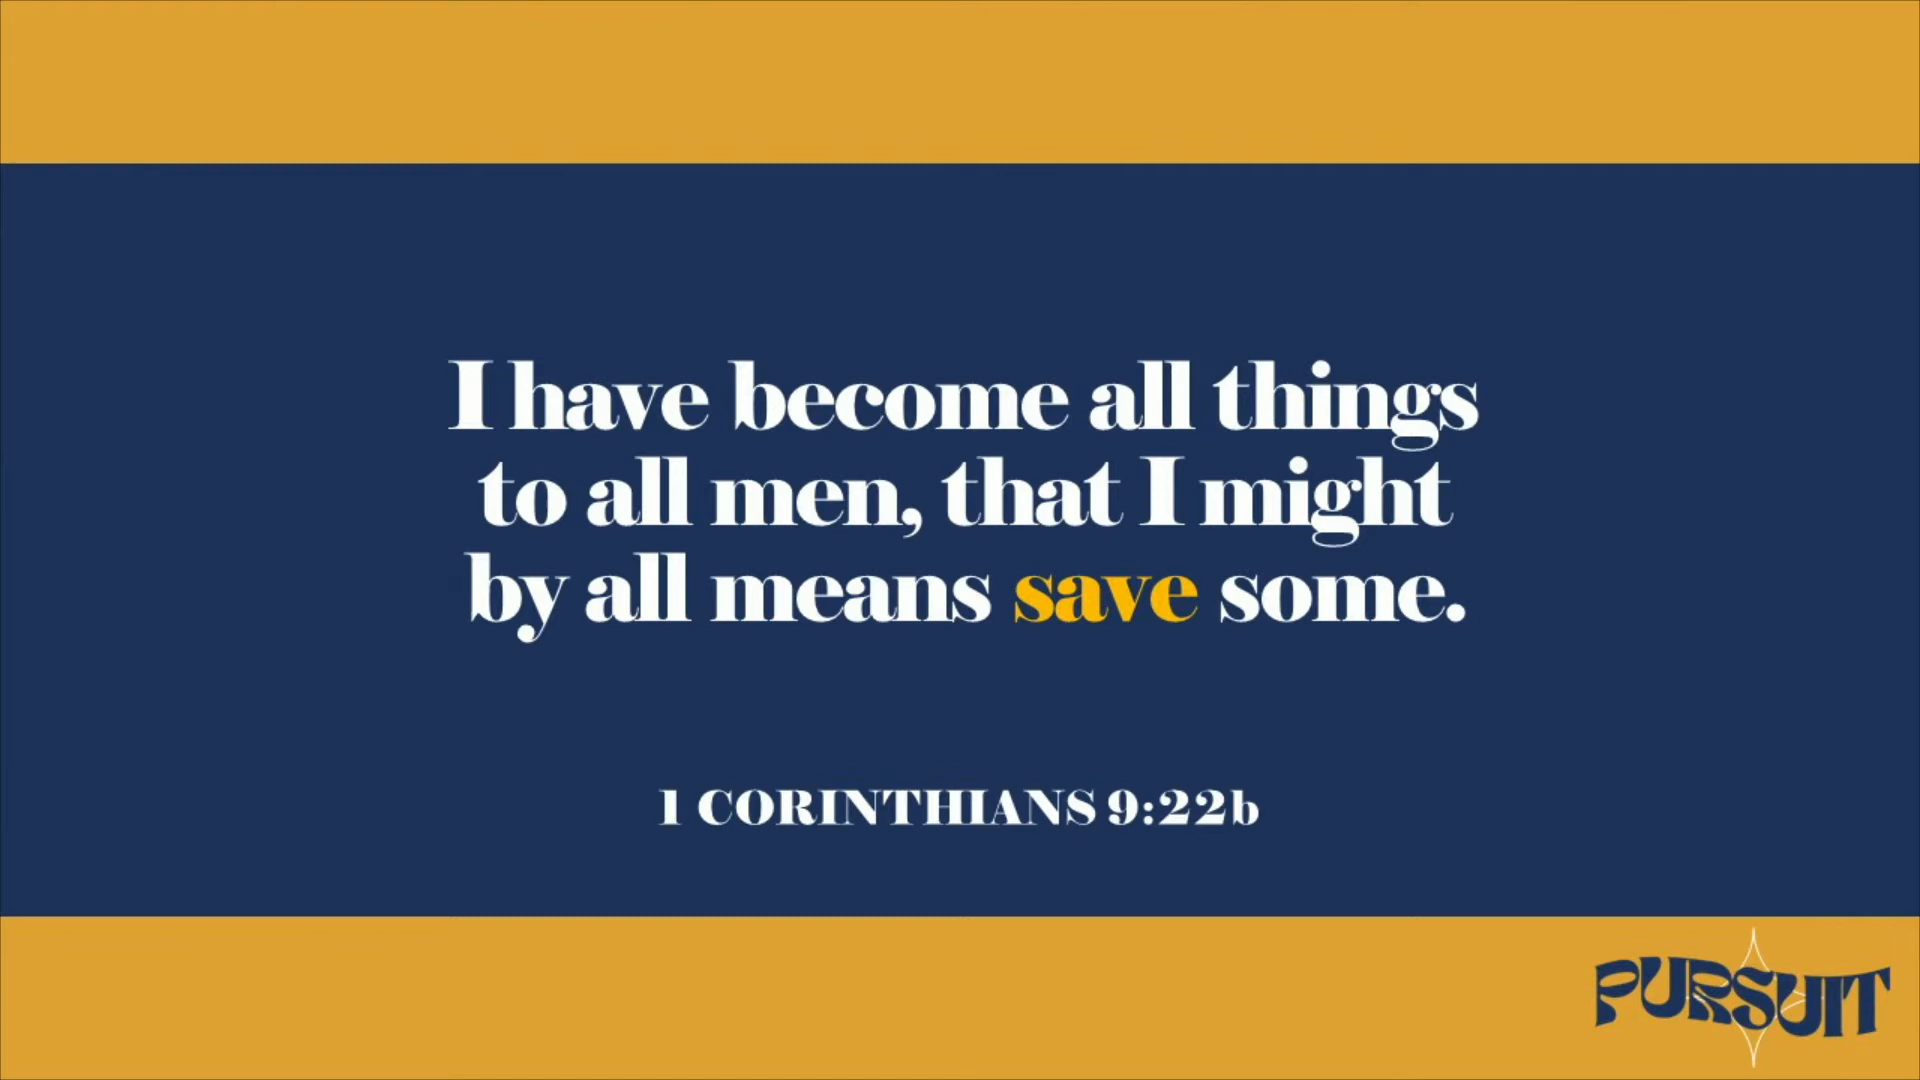 I have become all things
to all men, that I might
by all means save some.
1 CORINTHIANS 9:22b
PURSUIT